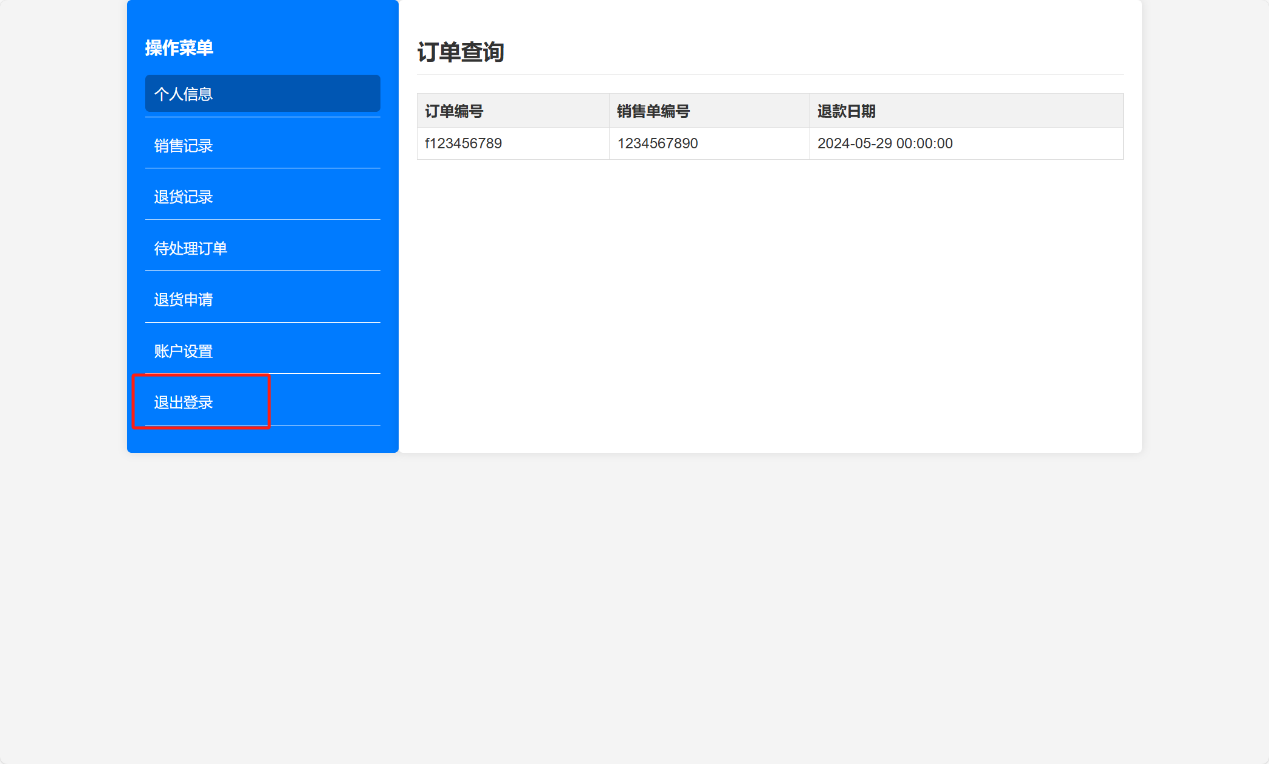 操作菜单
个人信息
销售记录
退货记录
待处理订单
退货申请
账户设置
退出登录
订单查询
订单编号 销售单编号 退款日期
f123456789 1234567890 2024-05-29 00:00:00